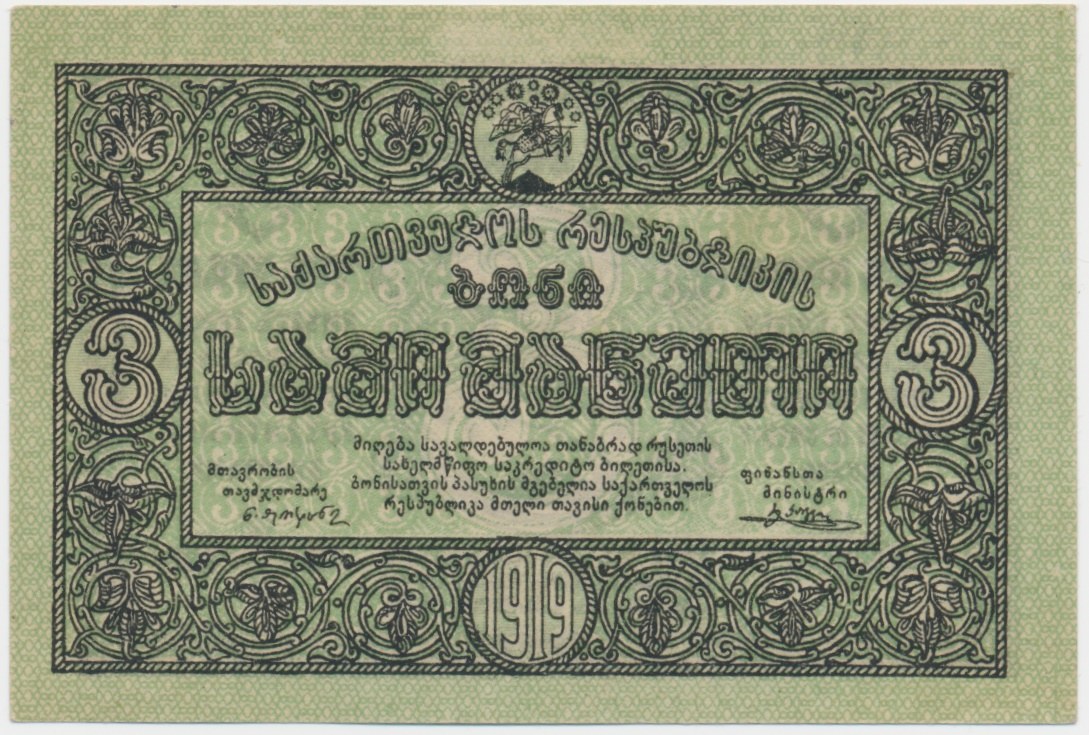 საქართველოს რესპუბლიკის
ბონი
სამი მანეთი
3
3
მიღება სავალდებულოა თანაბრად რუსეთის
სახელმწიფო საკრედიტო ბილეთისა.
ბონისათვის პასუხის მგებელია საქართველოს
რესპუბლიკა მთელი თავისი ქონებით.
მთავრობის
თავმჯდომარე
ფინანსთა
მინისტრი
1919